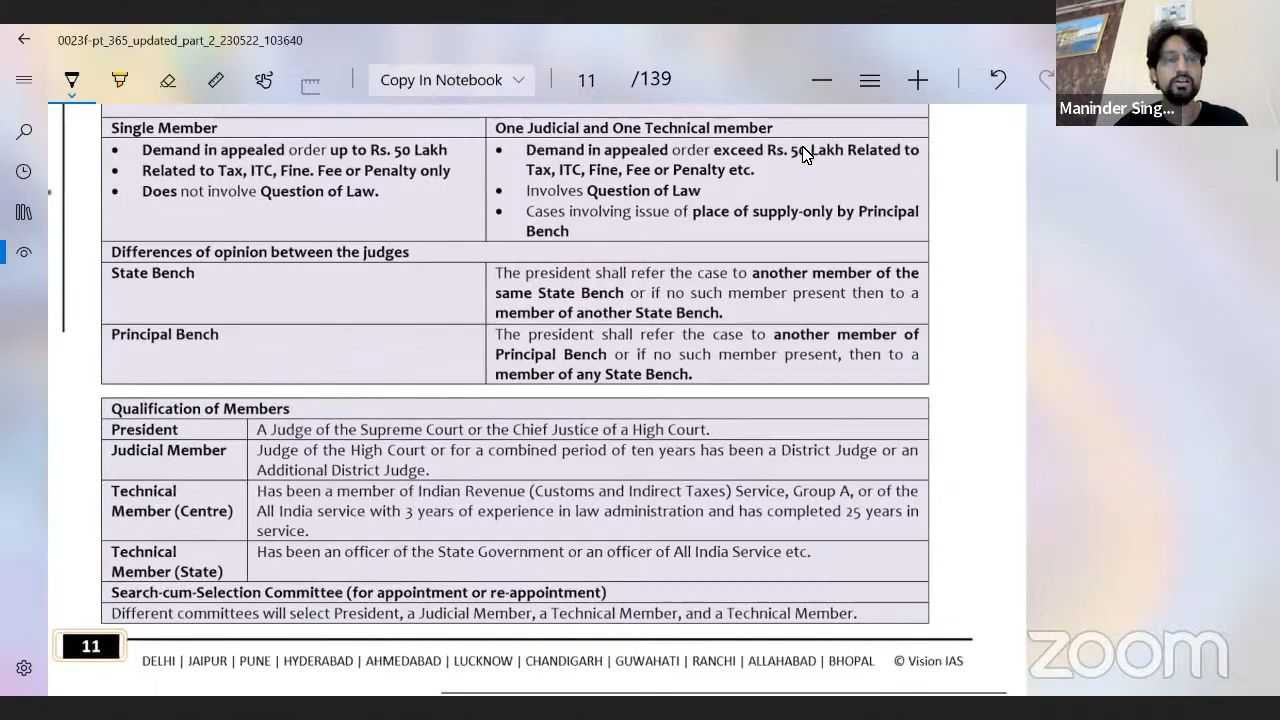 0023f-pt_365_updated_part_2_230522_103640
Copy In Notebook
11 /139
Maninder Sing...
Single Member
One Judicial and One Technical member
• Demand in appealed order up to Rs. 50 Lakh
• Related to Tax, ITC, Fine. Fee or Penalty only
• Does not involve Question of Law.
• Demand in appealed order exceed Rs. 50 Lakh Related to
Tax, ITC, Fine, Fee or Penalty etc.
• Involves Question of Law
• Cases involving issue of place of supply-only by Principal
Bench
Differences of opinion between the judges
State Bench
The president shall refer the case to another member of the
same State Bench or if no such member present then to a
member of another State Bench.
Principal Bench
The president shall refer the case to another member of
Principal Bench or if no such member present, then to a
member of any State Bench.
Qualification of Members
President
A Judge of the Supreme Court or the Chief Justice of a High Court.
Judicial Member
Judge of the High Court or for a combined period of ten years has been a District Judge or an
Additional District Judge.
Technical
Member (Centre)
Has been a member of Indian Revenue (Customs and Indirect Taxes) Service, Group A, or of the
All India service with 3 years of experience in law administration and has completed 25 years in
service.
Technical
Member (State)
Has been an officer of the State Government or an officer of All India Service etc.
Search-cum-Selection Committee (for appointment or re-appointment)
Different committees will select President, a Judicial Member, a Technical Member, and a Technical Member.
11
DELHI | JAIPUR | PUNE | HYDERABAD | AHMEDABAD | LUCKNOW | CHANDIGARH | GUWAHATI | RANCHI | ALLAHABAD | BHOPAL © Vision IAS
zoom